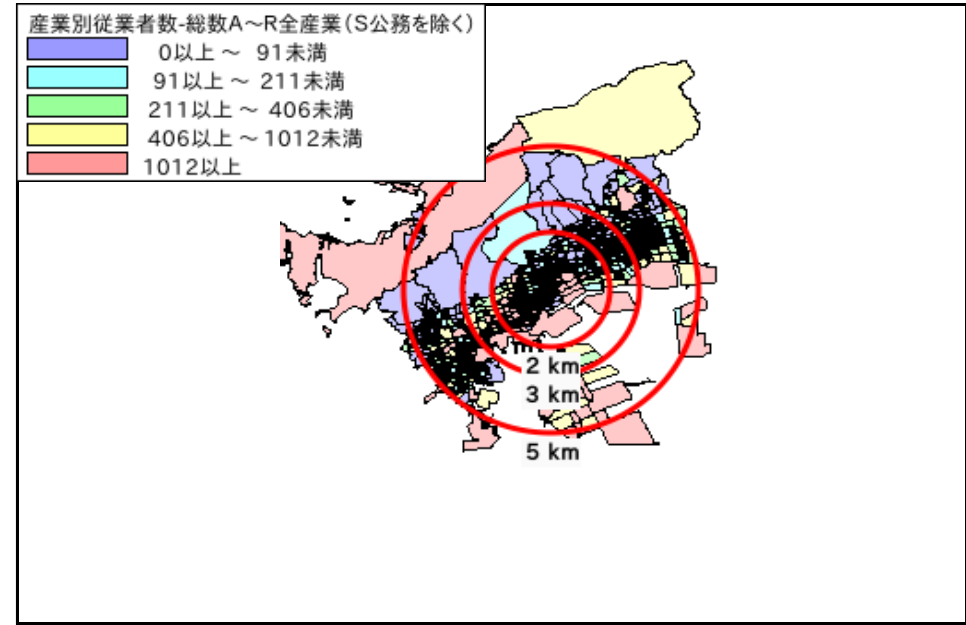 産業別従業者数-総数A～R全産業(S公務を除く)
0以上 ～ 91未満
91以上 ～ 211未満
211以上 ～ 406未満
406以上 ～ 1012未満
1012以上
2 km
3 km
5 km